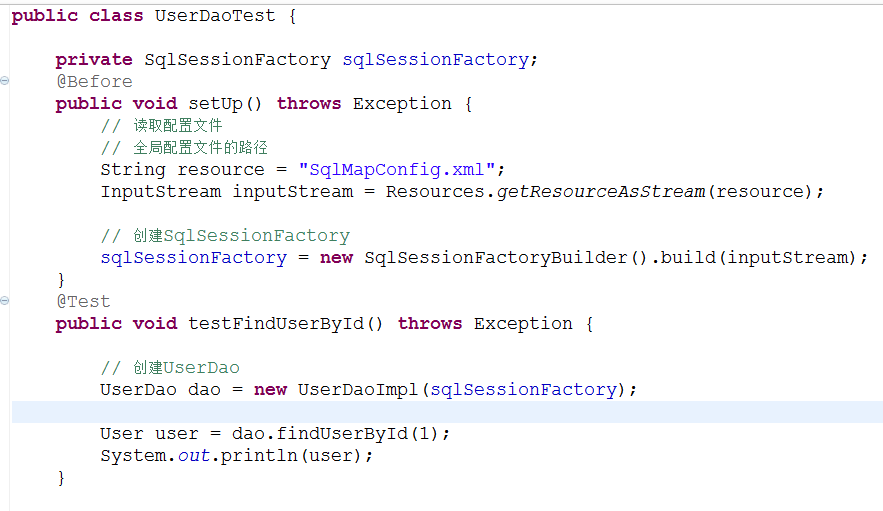 public class UserDaoTest {
private SqlSessionFactory sqlSessionFactory;
@Before
public void setUp() throws Exception {
// 读取配置文件
// 全局配置文件的路径
String resource = "SqlMapConfig.xml";
InputStream inputStream = Resources.getResourceAsStream(resource);
// 创建SqlSessionFactory
sqlSessionFactory = new SqlSessionFactoryBuilder().build(inputStream);
}
@Test
public void testFindUserById() throws Exception {
// 创建UserDao
UserDao dao = new UserDaoImpl(sqlSessionFactory);
User user = dao.findUserById(1);
System.out.println(user);
}